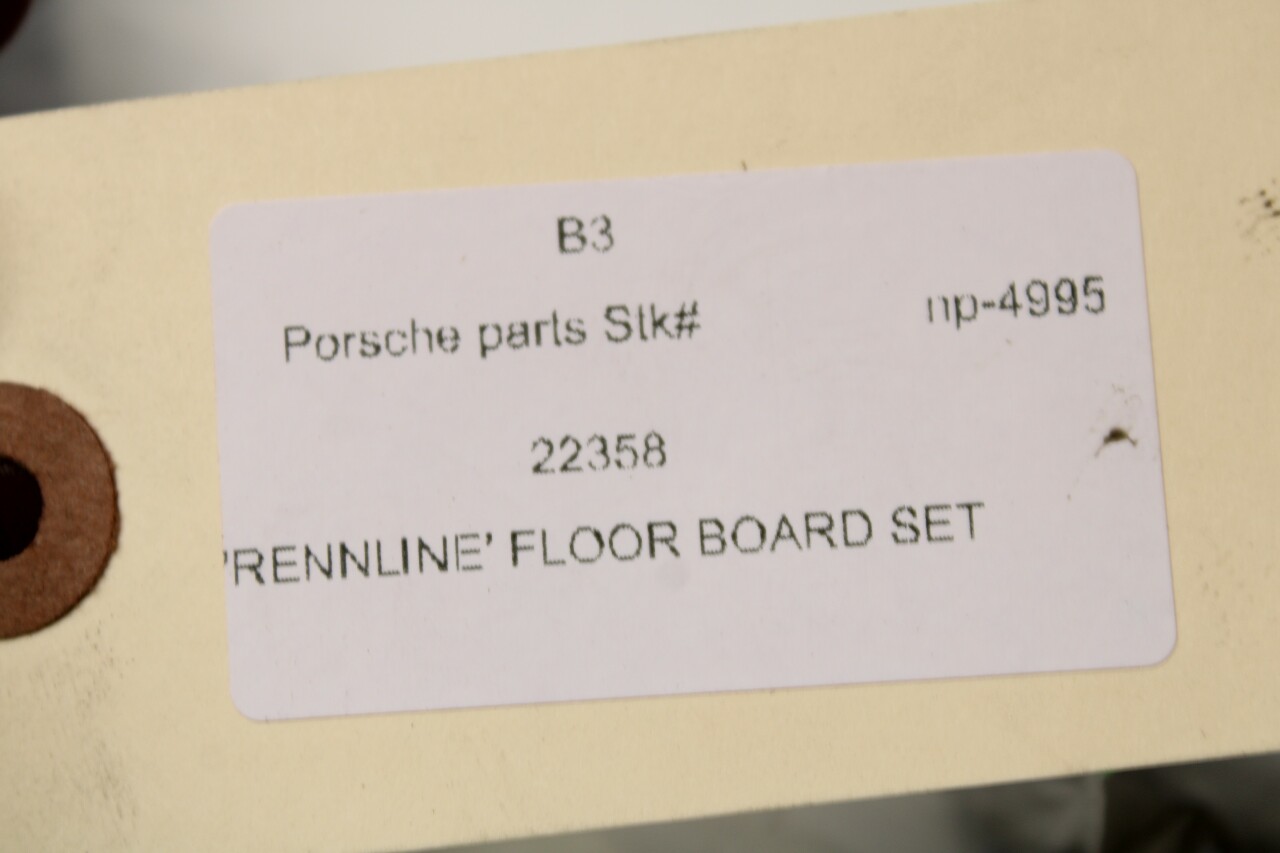 B3
Porsche parts Stk# np-4995
22358
'RENNLINE' FLOOR BOARD SET